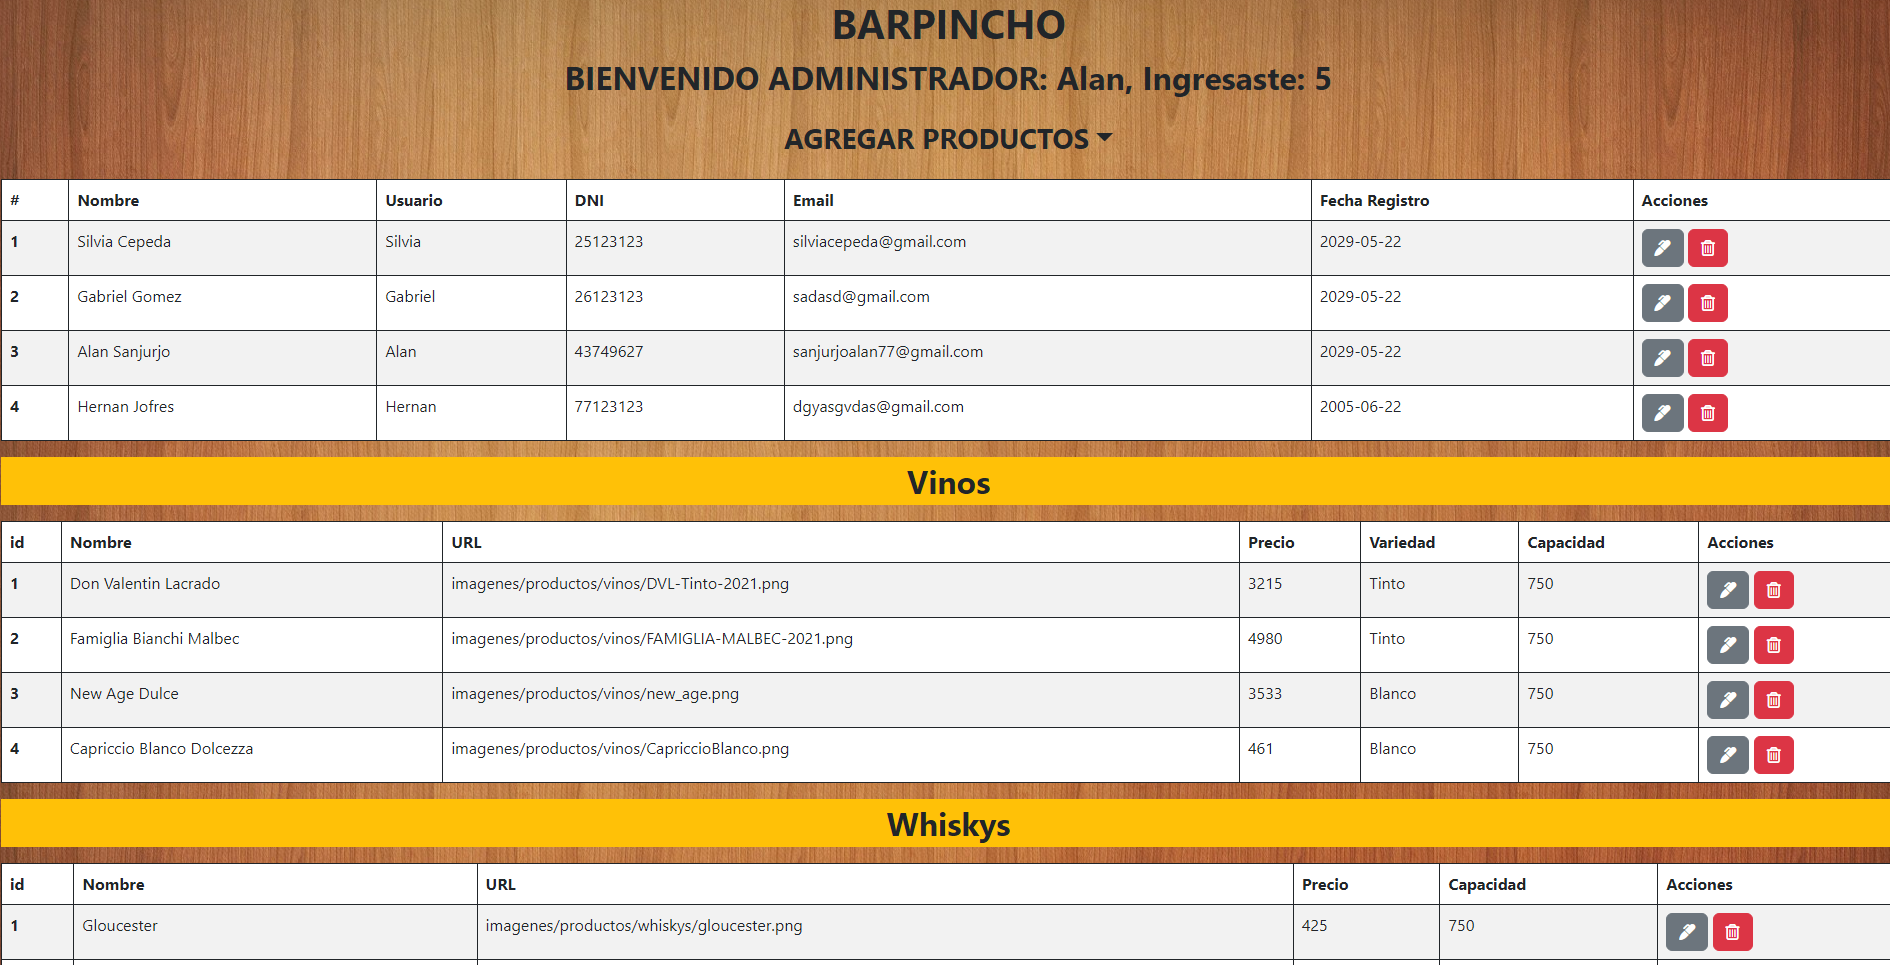 BARPINCHO
BIENVENIDO ADMINISTRADOR: Alan, Ingresaste: 5
AGREGAR PRODUCTOS
# Nombre Usuario DNI Email Fecha Registro Acciones
1 Silvia Cepeda Silvia 25123123 silviacepeda@gmail.com 2029-05-22
2 Gabriel Gomez Gabriel 26123123 sadasd@gmail.com 2029-05-22
3 Alan Sanjurjo Alan 43749627 sanjurjoalan77@gmail.com 2029-05-22
4 Hernan Jofres Hernan 77123123 dgyasgvdas@gmail.com 2005-06-22
Vinos
id Nombre URL Precio Variedad Capacidad Acciones
1 Don Valentin Lacrado imagenes/productos/vinos/DVL-Tinto-2021.png 3215 Tinto 750
2 Famiglia Bianchi Malbec imagenes/productos/vinos/FAMIGLIA-MALBEC-2021.png 4980 Tinto 750
3 New Age Dulce imagenes/productos/vinos/new_age.png 3533 Blanco 750
4 Capriccio Blanco Dolcezza imagenes/productos/vinos/CapriccioBlanco.png 461 Blanco 750
Whiskys
id Nombre URL Precio Capacidad Acciones
1 Gloucester imagenes/productos/whiskys/gloucester.png 425 750